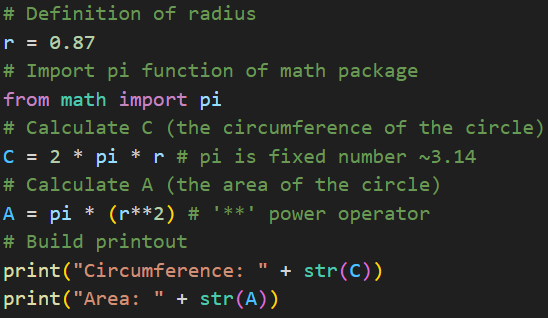 # Definition of radius
r = 0.87
# Import pi function of math package
from math import pi
# Calculate C (the circumference of the circle)
C = 2 * pi * r # pi is fixed number ~3.14
# Calculate A (the area of the circle)
A = pi * (r**2) # '**' power operator
# Build printout
print("Circumference: " + str(C))
print("Area: " + str(A))